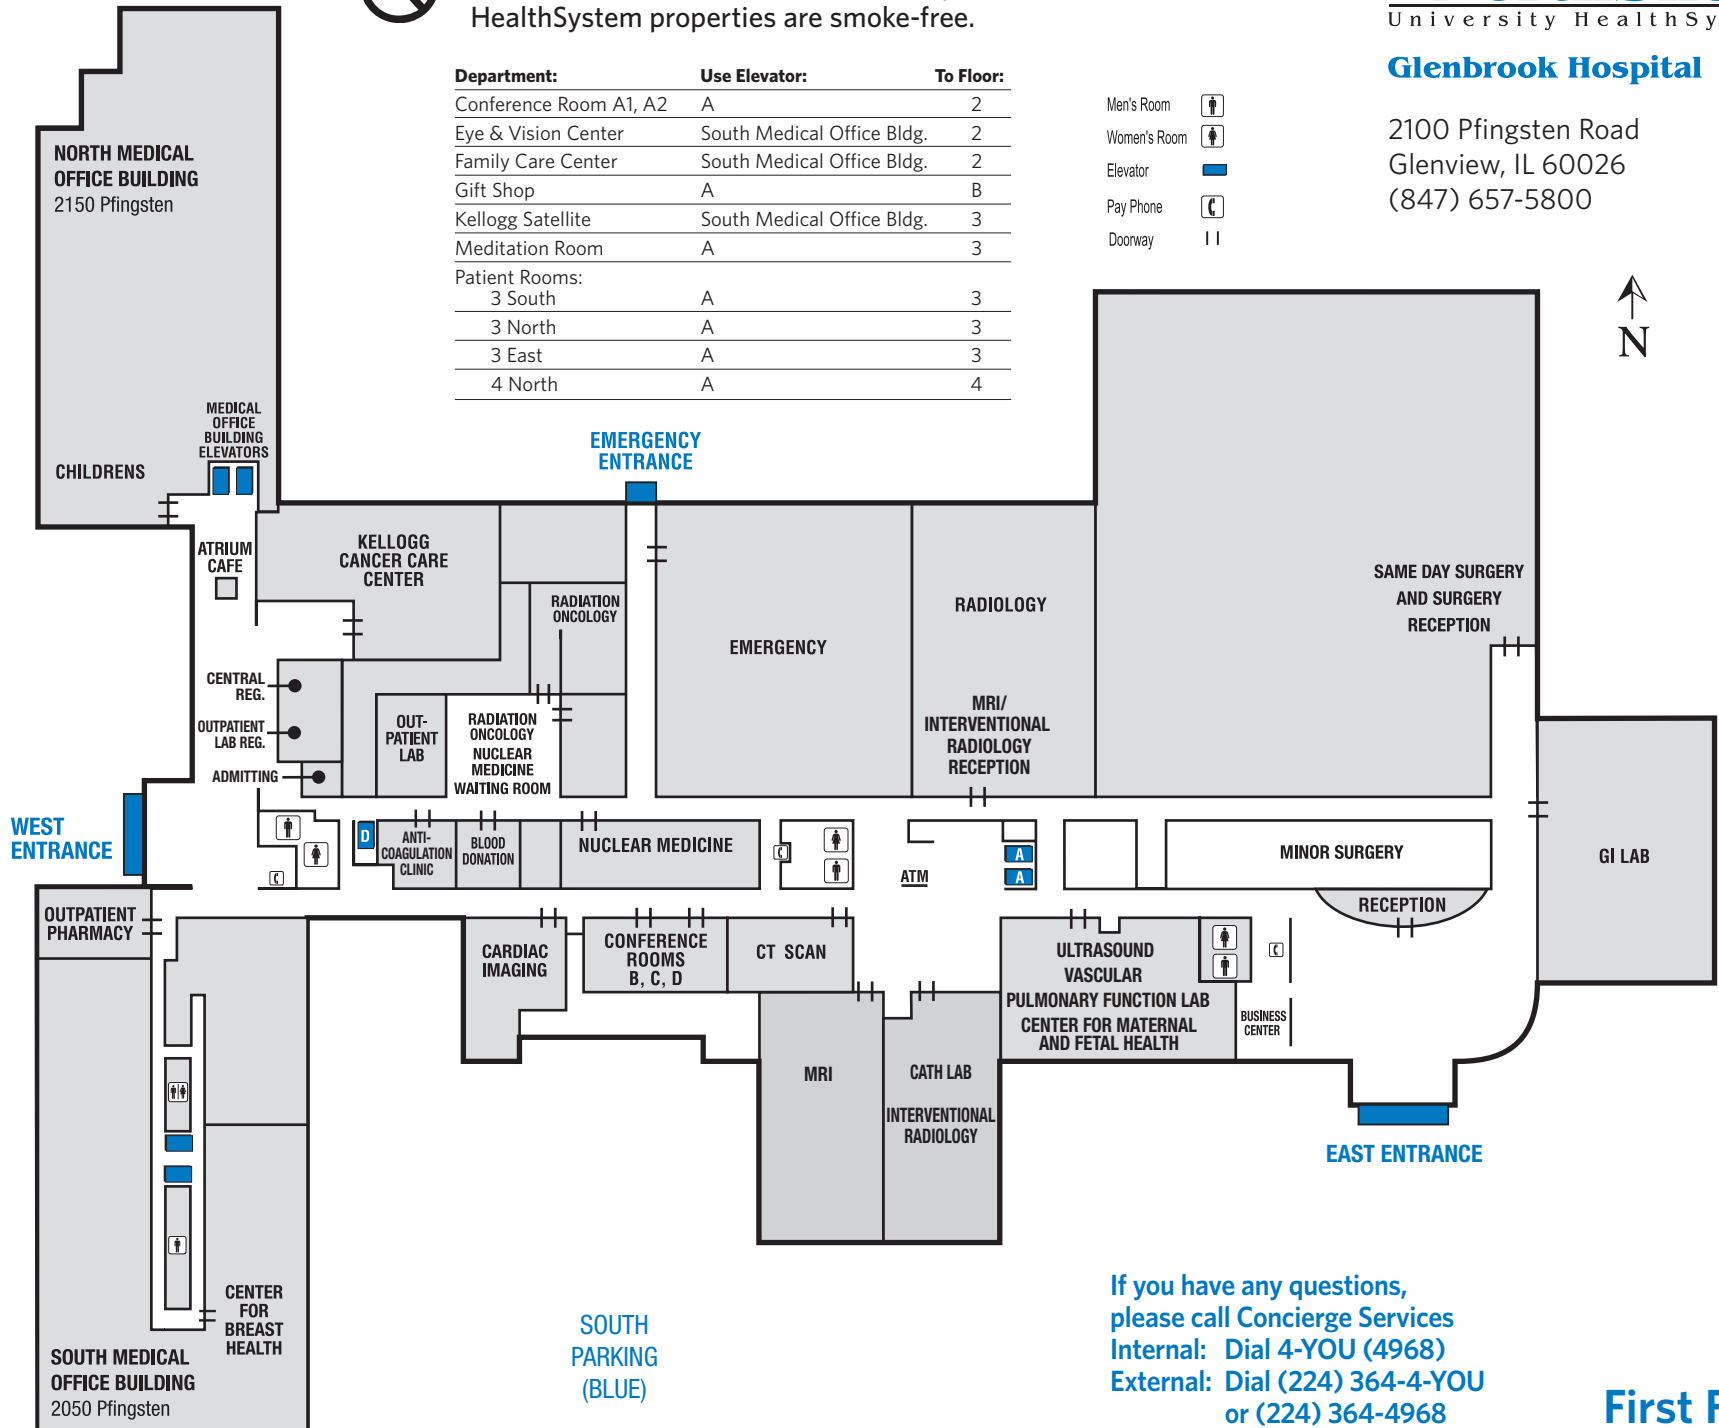 HealthSystem properties are smoke-free.
University HealthSy
Glenbrook Hospital
2100 Pfingsten Road
Glenview, IL 60026
(847) 657-5800
Department: Use Elevator: To Floor:
Conference Room A1, A2 A 2
Eye & Vision Center South Medical Office Bldg. 2
Family Care Center South Medical Office Bldg. 2
Gift Shop A B
Kellogg Satellite South Medical Office Bldg. 3
Meditation Room A 3
Patient Rooms:
3 South A 3
3 North A 3
3 East A 3
4 North A 4
Men's Room
Women's Room
Elevator
Pay Phone
Doorway
N
NORTH MEDICAL
OFFICE BUILDING
2150 Pfingsten
MEDICAL
OFFICE
BUILDING
ELEVATORS
CHILDRENS
EMERGENCY
ENTRANCE
ATRIUM
CAFE
KELLOGG
CANCER CARE
CENTER
RADIATION
ONCOLOGY
EMERGENCY
RADIOLOGY
MRI/
INTERVENTIONAL
RADIOLOGY
RECEPTION
SAME DAY SURGERY
AND SURGERY
RECEPTION
CENTRAL
REG.
OUTPATIENT
LAB REG.
ADMITTING
OUT-
PATIENT
LAB
RADIATION
ONCOLOGY
NUCLEAR
MEDICINE
WAITING ROOM
WEST
ENTRANCE
D
ANTI-
COAGULATION
CLINIC
BLOOD
DONATION
NUCLEAR MEDICINE
ATM
A
A
MINOR SURGERY
RECEPTION
GI LAB
OUTPATIENT
PHARMACY
CARDIAC
IMAGING
CONFERENCE
ROOMS
B, C, D
CT SCAN
ULTRASOUND
VASCULAR
PULMONARY FUNCTION LAB
CENTER FOR MATERNAL
AND FETAL HEALTH
BUSINESS
CENTER
MRI
CATH LAB
INTERVENTIONAL
RADIOLOGY
EAST ENTRANCE
CENTER
FOR
BREAST
HEALTH
SOUTH MEDICAL
OFFICE BUILDING
2050 Pfingsten
SOUTH
PARKING
(BLUE)
If you have any questions,
please call Concierge Services
Internal: Dial 4-YOU (4968)
External: Dial (224) 364-4-YOU
or (224) 364-4968
First F